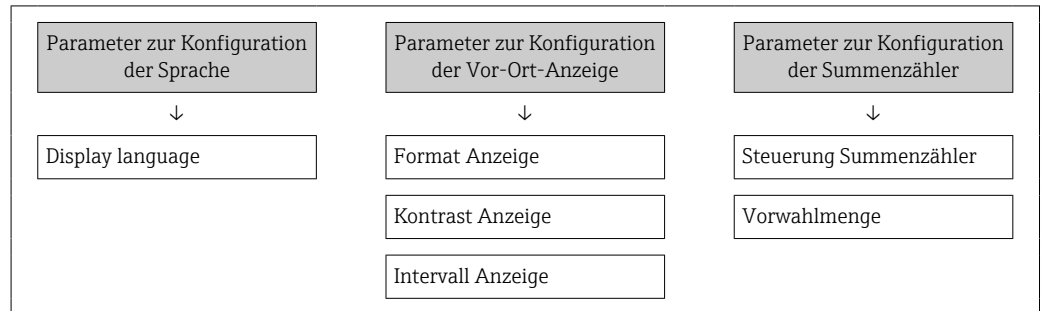 Parameter zur Konfiguration
der Sprache
↓
Display language
Parameter zur Konfiguration
der Vor-Ort-Anzeige
↓
Format Anzeige
Kontrast Anzeige
Intervall Anzeige
Parameter zur Konfiguration
der Summenzähler
↓
Steuerung Summenzähler
Vorwahlmenge